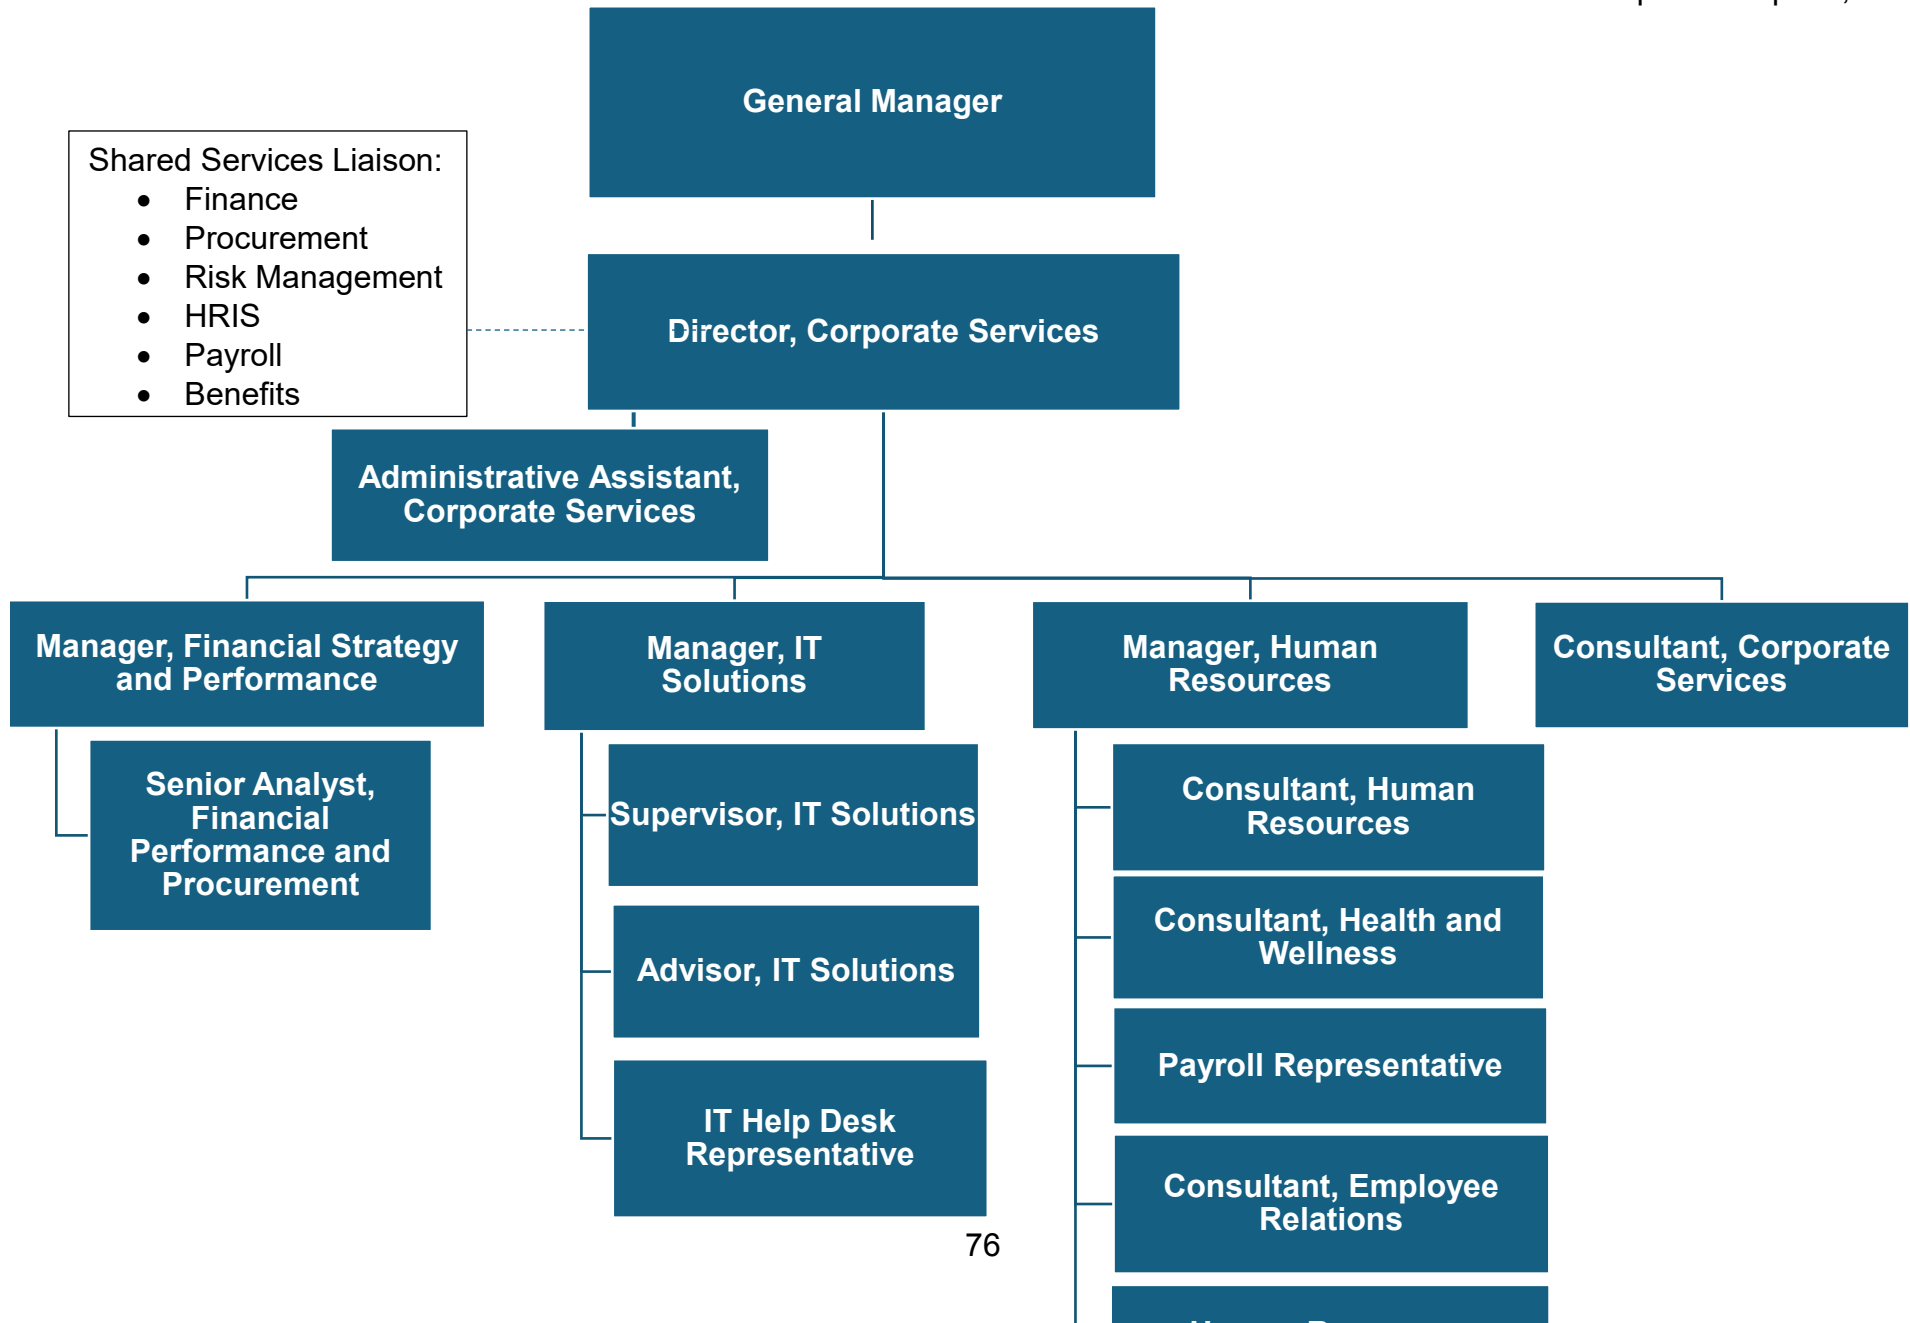 General Manager
Shared Services Liaison:
• Finance
• Procurement
• Risk Management
• HRIS
• Payroll
• Benefits
Director, Corporate Services
Administrative Assistant,
Corporate Services
Manager, Financial Strategy
and Performance
Senior Analyst,
Financial
Performance and
Procurement
Manager, IT
Solutions
Supervisor, IT Solutions
Advisor, IT Solutions
IT Help Desk
Representative
Manager, Human
Resources
Consultant, Human
Resources
Consultant, Health and
Wellness
Payroll Representative
Consultant, Employee
Relations
Consultant, Corporate
Services
76